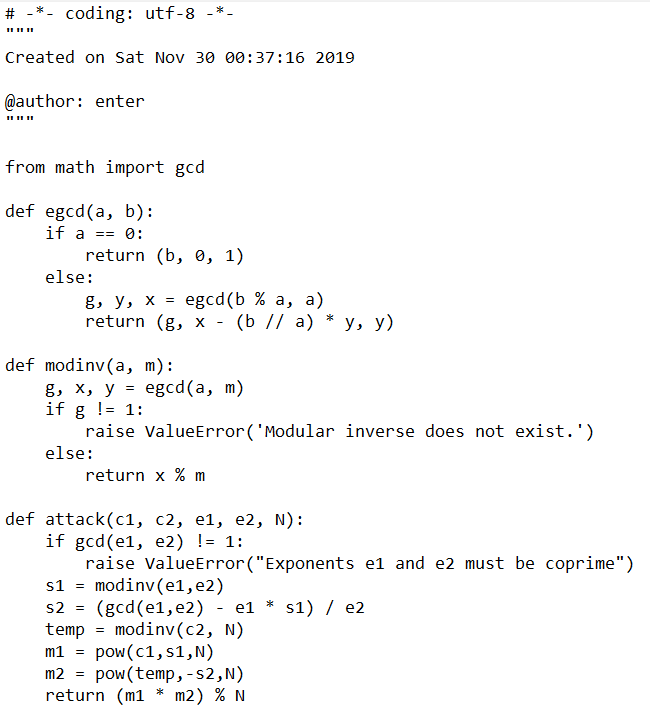 # -*- coding: utf-8 -*-
"""
Created on Sat Nov 30 00:37:16 2019

@author: enter
"""

from math import gcd

def egcd(a, b):
    if a == 0:
        return (b, 0, 1)
    else:
        g, y, x = egcd(b % a, a)
        return (g, x - (b // a) * y, y)

def modinv(a, m):
    g, x, y = egcd(a, m)
    if g != 1:
        raise ValueError('Modular inverse does not exist.')
    else:
        return x % m

def attack(c1, c2, e1, e2, N):
    if gcd(e1, e2) != 1:
        raise ValueError("Exponents e1 and e2 must be coprime")
    s1 = modinv(e1,e2)
    s2 = (gcd(e1,e2) - e1 * s1) / e2
    temp = modinv(c2, N)
    m1 = pow(c1,s1,N)
    m2 = pow(temp,-s2,N)
    return (m1 * m2) % N